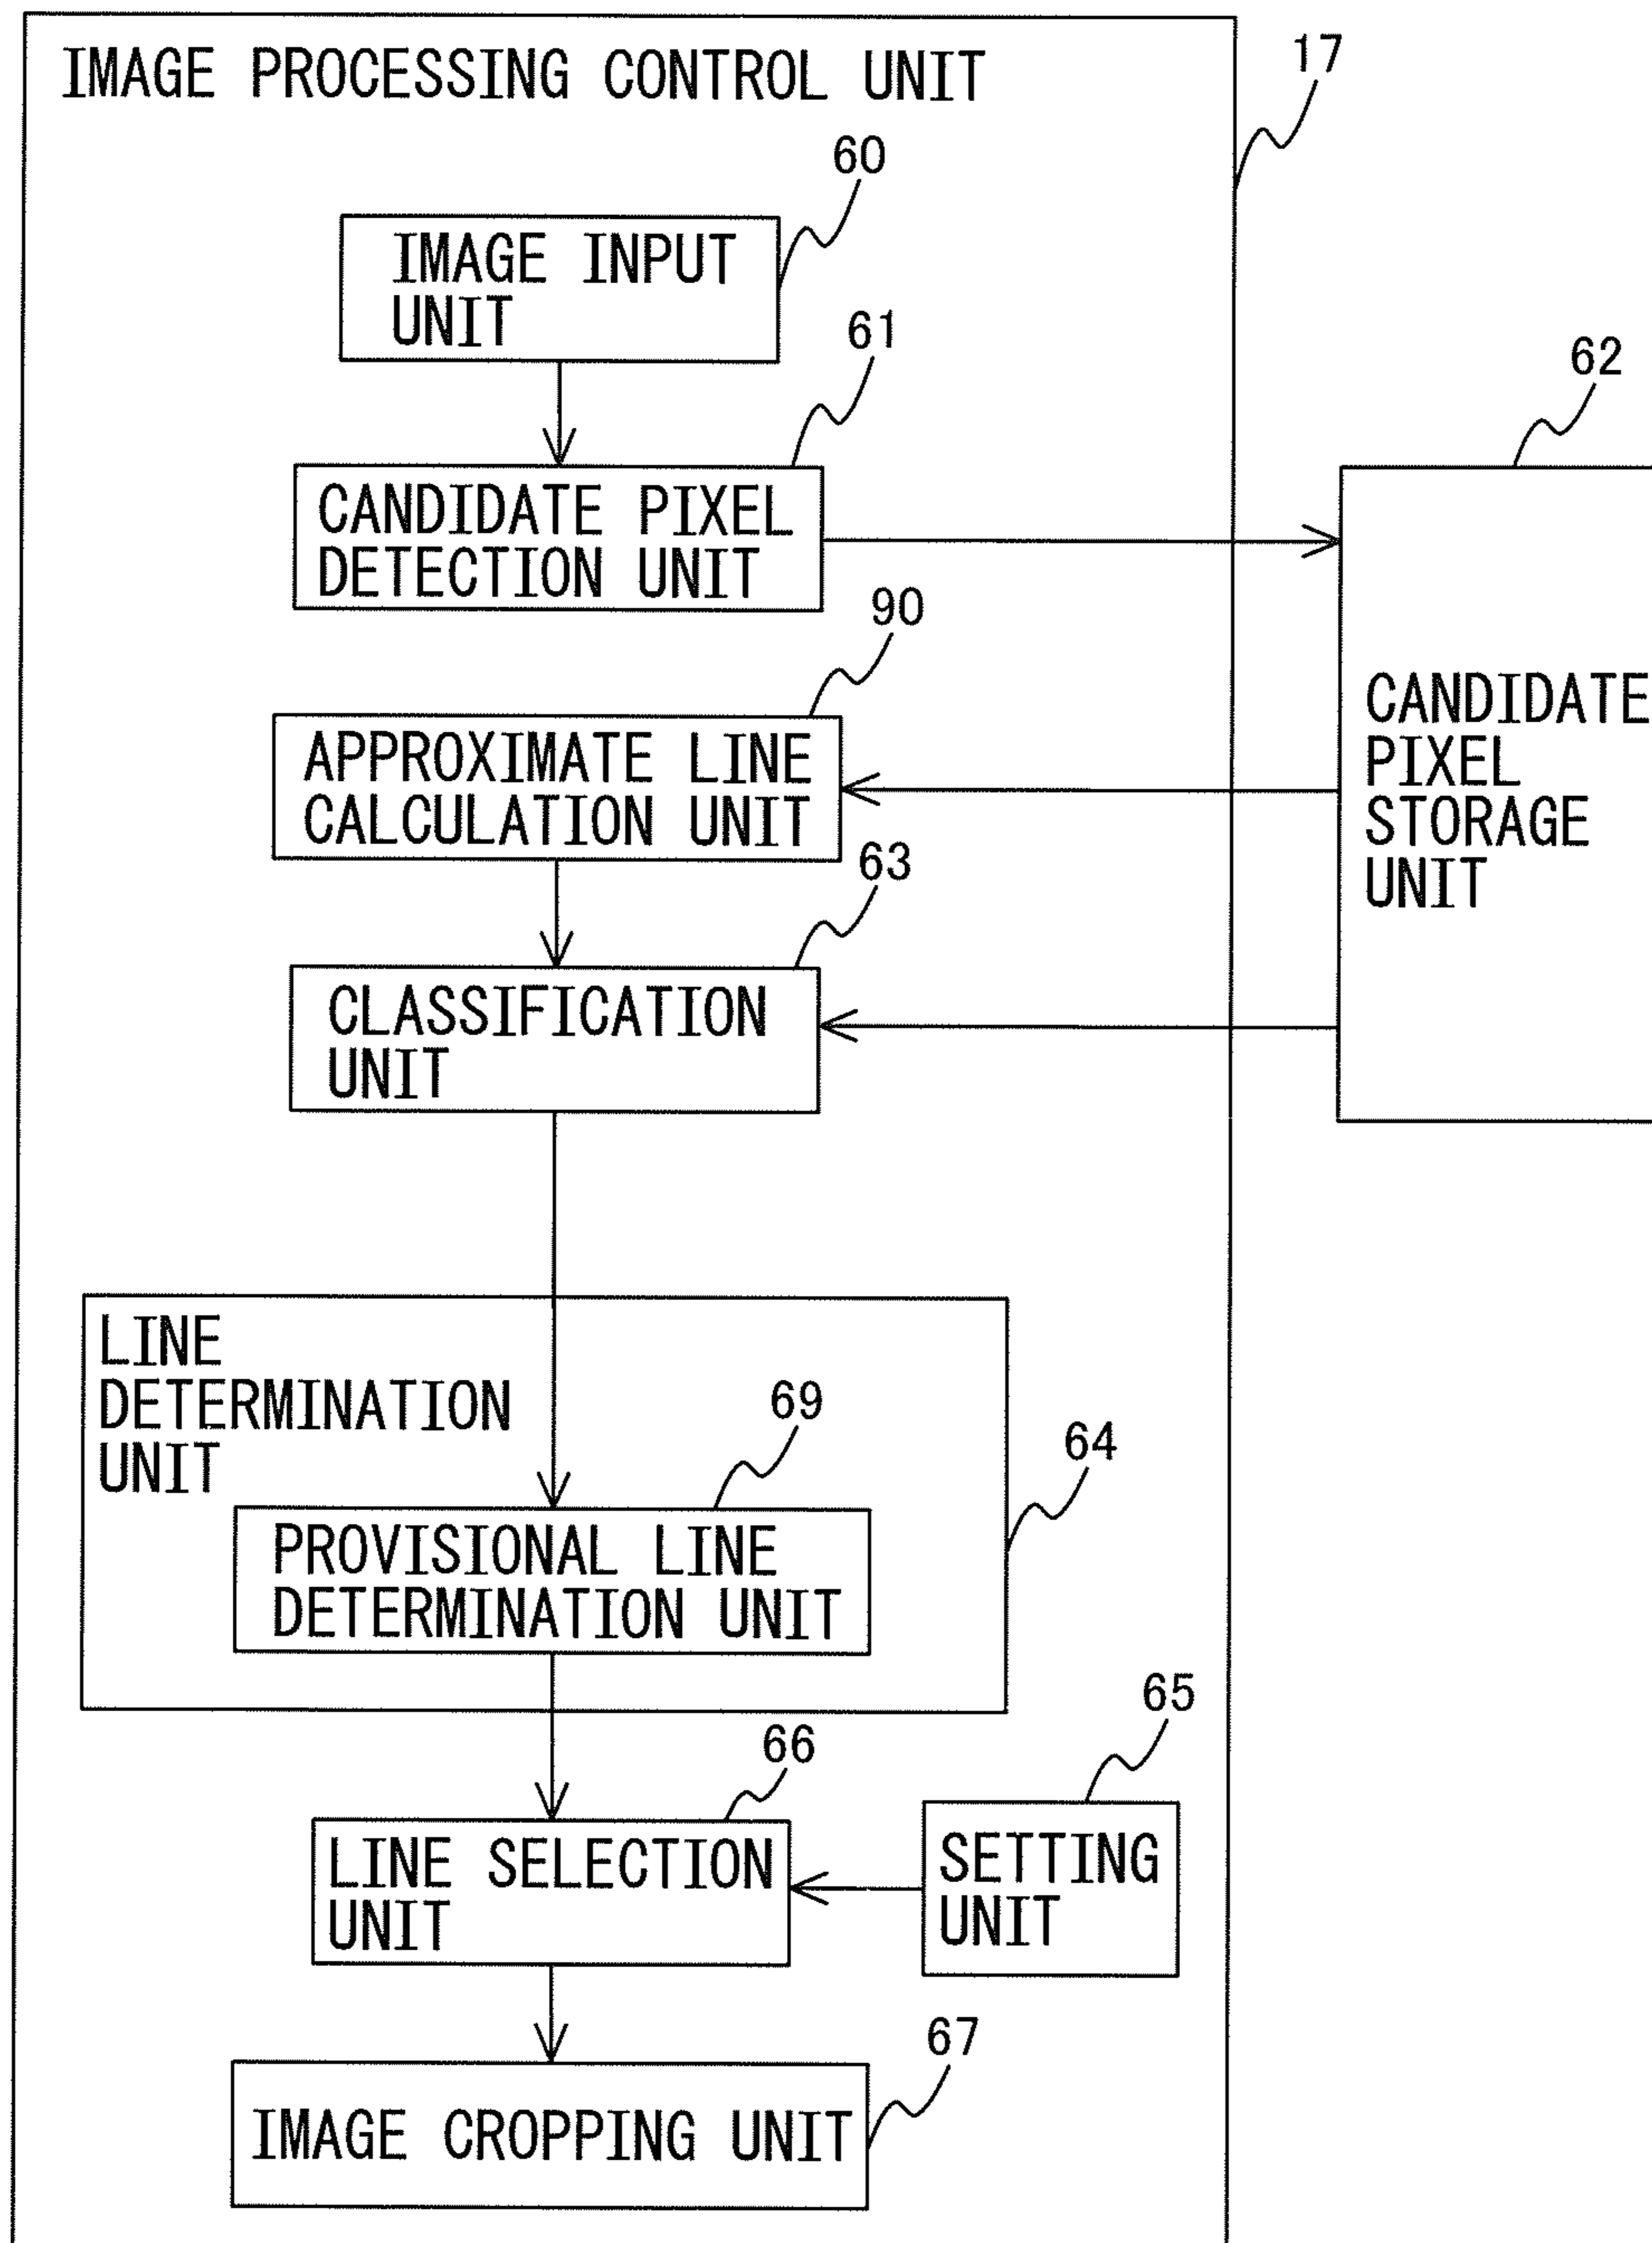 IMAGE PROCESSING CONTROL UNIT
17
60
IMAGE INPUT
UNIT
61
62
CANDIDATE PIXEL
DETECTION UNIT
90
CANDIDATE
PIXEL
STORAGE
UNIT
APPROXIMATE LINE
CALCULATION UNIT
63
CLASSIFICATION
UNIT
LINE
DETERMINATION
UNIT
69
64
PROVISIONAL LINE
DETERMINATION UNIT
65
66
LINE SELECTION
UNIT
SETTING
UNIT
67
IMAGE CROPPING UNIT